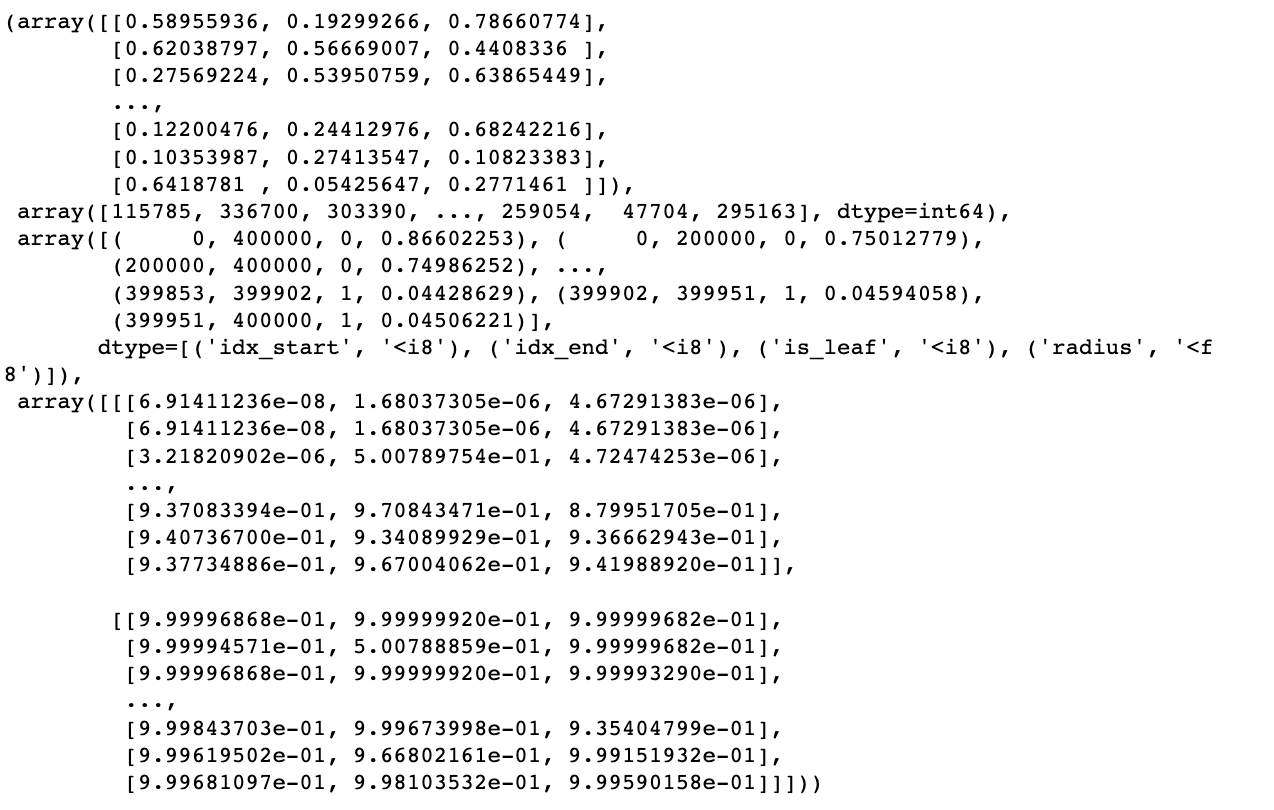 (array([[0.58955936, 0.19299266, 0.78660774],
        [0.62038797, 0.56669007, 0.4408336 ],
        [0.27569224, 0.53950759, 0.63865449],
        ...,
        [0.12200476, 0.24412976, 0.68242216],
        [0.10353987, 0.27413547, 0.10823383],
        [0.6418781 , 0.05425647, 0.2771461 ]]),
 array([115785, 336700, 303390, ..., 259054,  47704, 295163], dtype=int64),
 array([(     0, 400000, 0, 0.86602253), (     0, 200000, 0, 0.75012779),
        (200000, 400000, 0, 0.74986252), ...,
        (399853, 399902, 1, 0.04428629), (399902, 399951, 1, 0.04594058),
        (399951, 400000, 1, 0.04506221)],
       dtype=[('idx_start', '<i8'), ('idx_end', '<i8'), ('is_leaf', '<i8'), ('radius', '<f
8')]),
 array([[[6.91411236e-08, 1.68037305e-06, 4.67291383e-06],
         [6.91411236e-08, 1.68037305e-06, 4.67291383e-06],
         [3.21820902e-06, 5.00789754e-01, 4.72474253e-06],
         ...,
         [9.37083394e-01, 9.70843471e-01, 8.79951705e-01],
         [9.40736700e-01, 9.34089929e-01, 9.36662943e-01],
         [9.37734886e-01, 9.67004062e-01, 9.41988920e-01]],

        [[9.99996868e-01, 9.99999920e-01, 9.99999682e-01],
         [9.99994571e-01, 5.00788859e-01, 9.99999682e-01],
         [9.99996868e-01, 9.99999920e-01, 9.99993290e-01],
         ...,
         [9.99843703e-01, 9.99673998e-01, 9.35404799e-01],
         [9.99619502e-01, 9.66802161e-01, 9.99151932e-01],
         [9.99681097e-01, 9.98103532e-01, 9.99590158e-01]]]))